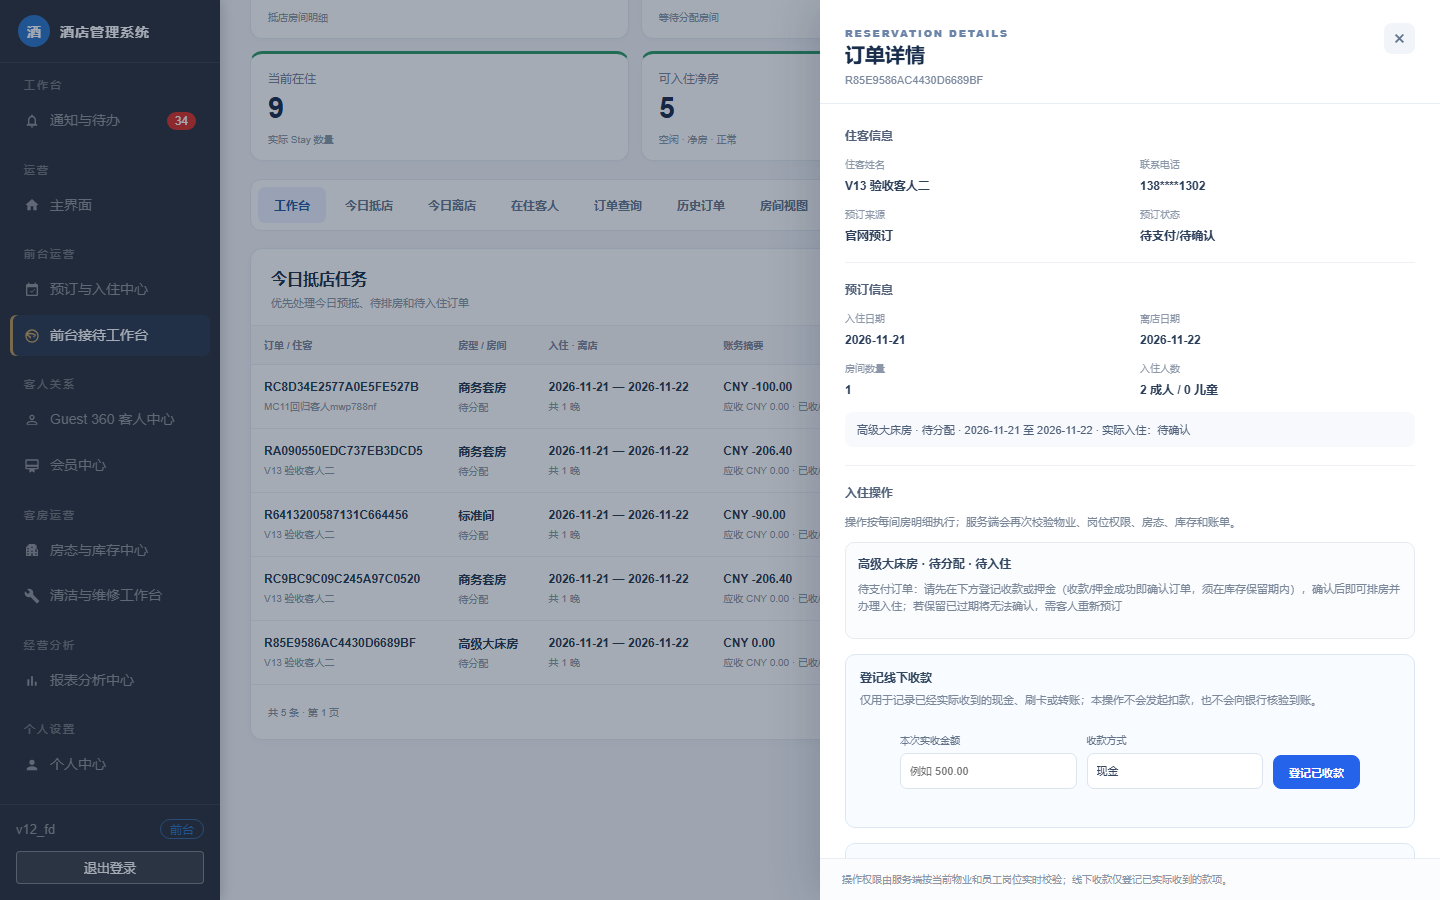 酒 酒店管理系统
工作台
通知与待办 34
运营
主界面
前台运营
预订与入住中心
前台接待工作台
客人关系
Guest 360 客人中心
会员中心
客房运营
房态与库存中心
清洁与维修工作台
经营分析
报表分析中心
个人设置
个人中心
v12_fd 前台
退出登录
抵店房间明细
等待分配房间
当前在住
9
实际 Stay 数量
可入住净房
5
空闲 · 净房 · 正常
工作台 今日抵店 今日离店 在住客人 订单查询 历史订单 房间视图
今日抵店任务
优先处理今日预抵、待排房和待入住订单
订单 / 住客 房型 / 房间 入住 · 离店 账务摘要
RC8D34E2577A0E5FE527B 商务套房 2026-11-21 — 2026-11-22 CNY -100.00
MC11回归客人mwp788nf 待分配 共 1 晚 应收 CNY 0.00 · 已收
RA090550EDC737EB3DCD5 商务套房 2026-11-21 — 2026-11-22 CNY -206.40
V13 验收客人二 待分配 共 1 晚 应收 CNY 0.00 · 已收
R6413200587131C664456 标准间 2026-11-21 — 2026-11-22 CNY -90.00
V13 验收客人二 待分配 共 1 晚 应收 CNY 0.00 · 已收
RC9BC9C09C245A97C0520 商务套房 2026-11-21 — 2026-11-22 CNY -206.40
V13 验收客人二 待分配 共 1 晚 应收 CNY 0.00 · 已收
R85E9586AC4430D6689BF 高级大床房 2026-11-21 — 2026-11-22 CNY 0.00
V13 验收客人二 待分配 共 1 晚 应收 CNY 0.00 · 已收
共 5 条 · 第 1 页
RESERVATION DETAILS
订单详情
R85E9586AC4430D6689BF
住客信息
住客姓名 联系电话
V13 验收客人二 138****1302
预订来源 预订状态
官网预订 待支付/待确认
预订信息
入住日期 离店日期
2026-11-21 2026-11-22
房间数量 入住人数
1 2 成人 / 0 儿童
高级大床房 · 待分配 · 2026-11-21 至 2026-11-22 · 实际入住：待确认
入住操作
操作按每间房明细执行；服务端会再次校验物业、岗位权限、房态、库存和账单。
高级大床房 · 待分配 · 待入住
待支付订单：请先在下方登记收款或押金（收款/押金成功即确认订单，须在库存保留期内），确认后即可排房并
办理入住；若保留已过期将无法确认，需客人重新预订
登记线下收款
仅用于记录已经实际收到的现金、刷卡或转账；本操作不会发起扣款，也不会向银行核验到账。
本次实收金额 收款方式
例如 500.00 现金 登记已收款
操作权限由服务端按当前物业和员工岗位实时校验；线下收款仅登记已实际收到的款项。